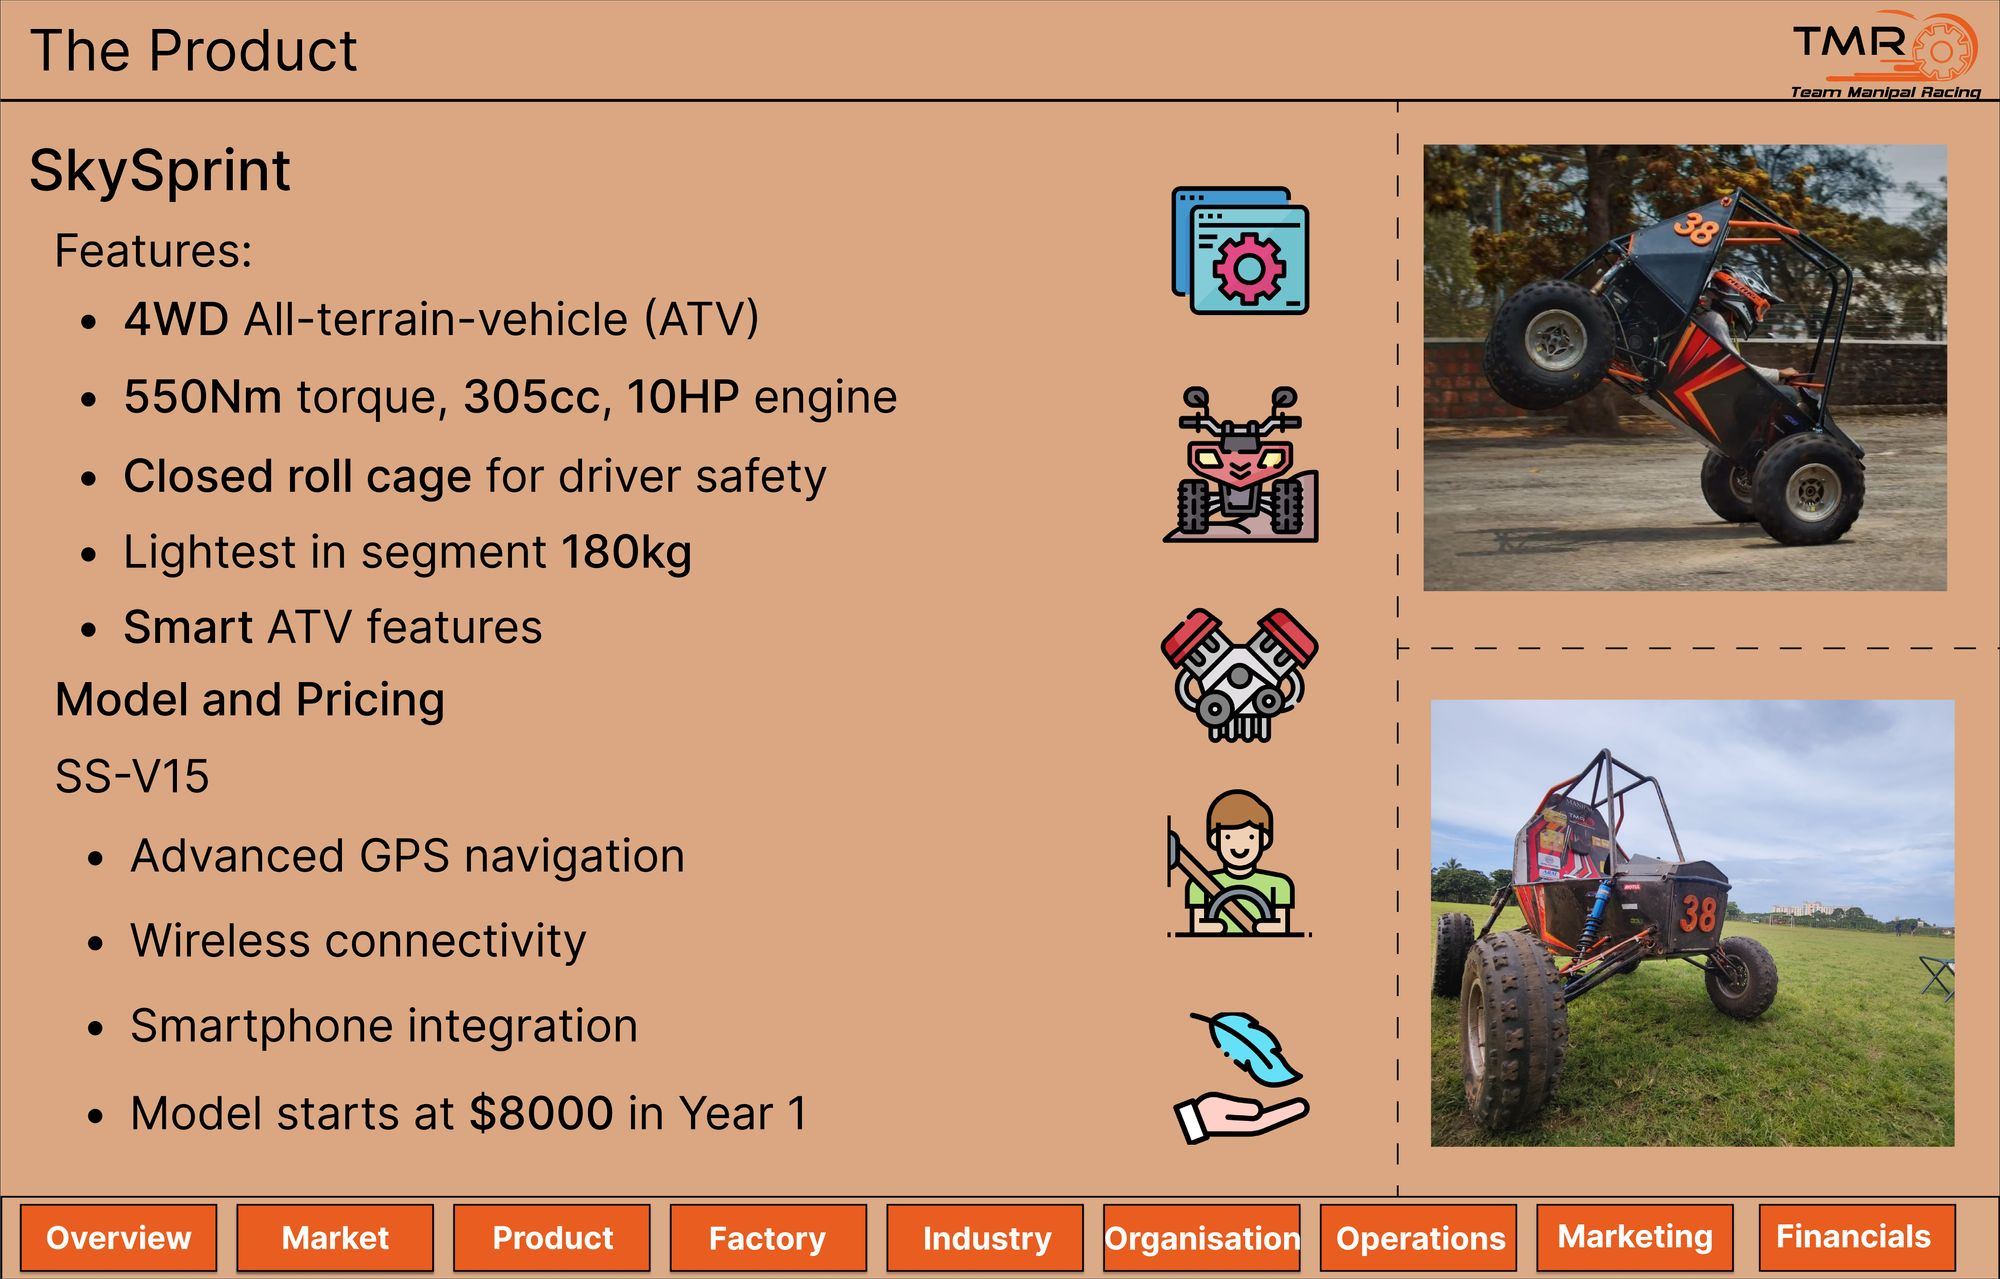 The Product
TMR
Team Manipal Racing
SkySprint
Features:
• 4WD All-terrain-vehicle (ATV)
• 550Nm torque, 305cc, 10HP engine
• Closed roll cage for driver safety
• Lightest in segment 180kg
• Smart ATV features
Model and Pricing
SS-V15
• Advanced GPS navigation
• Wireless connectivity
• Smartphone integration
• Model starts at $8000 in Year 1
38
38
Overview
Market
Product
Factory
Industry
Organisation
Operations
Marketing
Financials